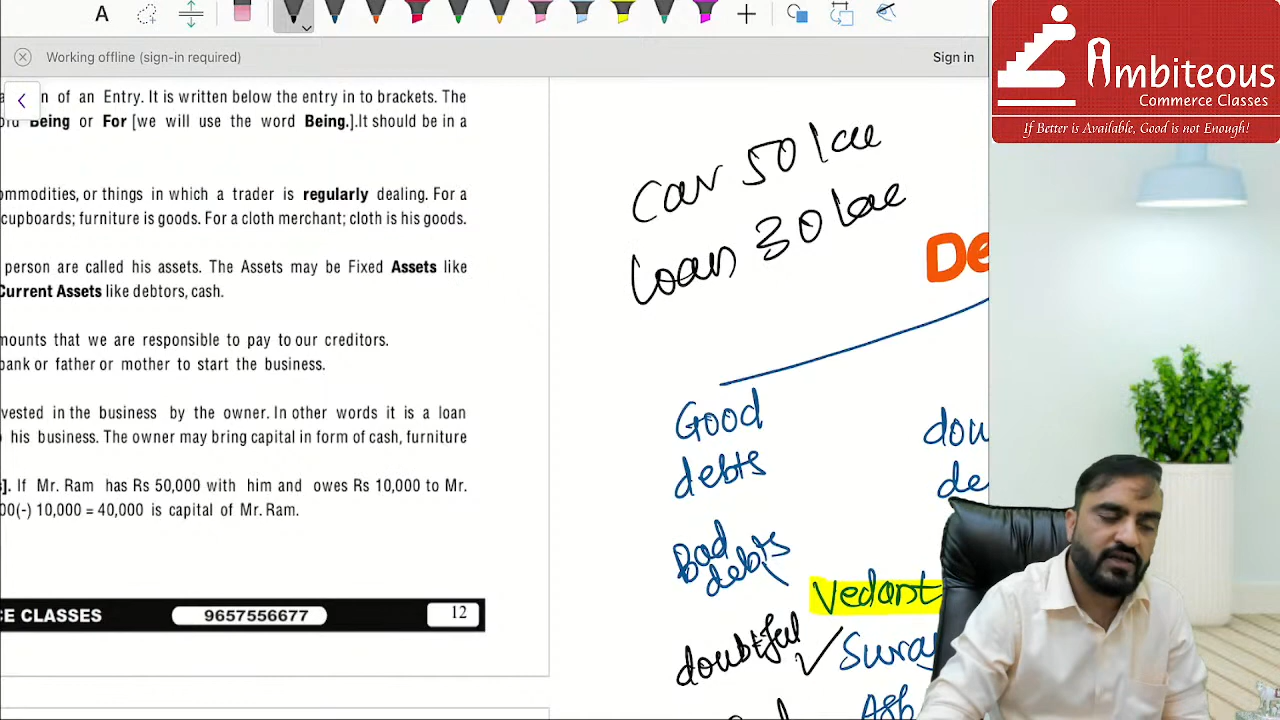 A
Working offline (sign-in required)
Sign in
Ambiteous
Commerce Classes
If Better is Available, Good is not Enough!
n of an Entry. It is written below the entry in to brackets. The
Being or For [we will use the word Being.].It should be in a
ommodities, or things in which a trader is regularly dealing. For a
cupboards; furniture is goods. For a cloth merchant; cloth is his goods.
person are called his assets. The Assets may be Fixed Assets like
Current Assets like debtors, cash.
mounts that we are responsible to pay to our creditors.
bank or father or mother to start the business.
vested in the business by the owner. In other words it is a loan
his business. The owner may bring capital in form of cash, furniture
. If Mr. Ram has Rs 50,000 with him and owes Rs 10,000 to Mr.
00(-) 10,000 = 40,000 is capital of Mr. Ram.
CE CLASSES 9657556677 12
Car 50 lac
loan 30 lac
De
Good
debts
dou
de
Bad
debts
Vedant
doubtful
Suraj